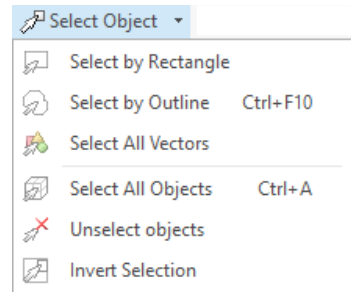 Select Object
Select by Rectangle
Select by Outline Ctrl+F10
Select All Vectors
Select All Objects Ctrl+A
Unselect objects
Invert Selection